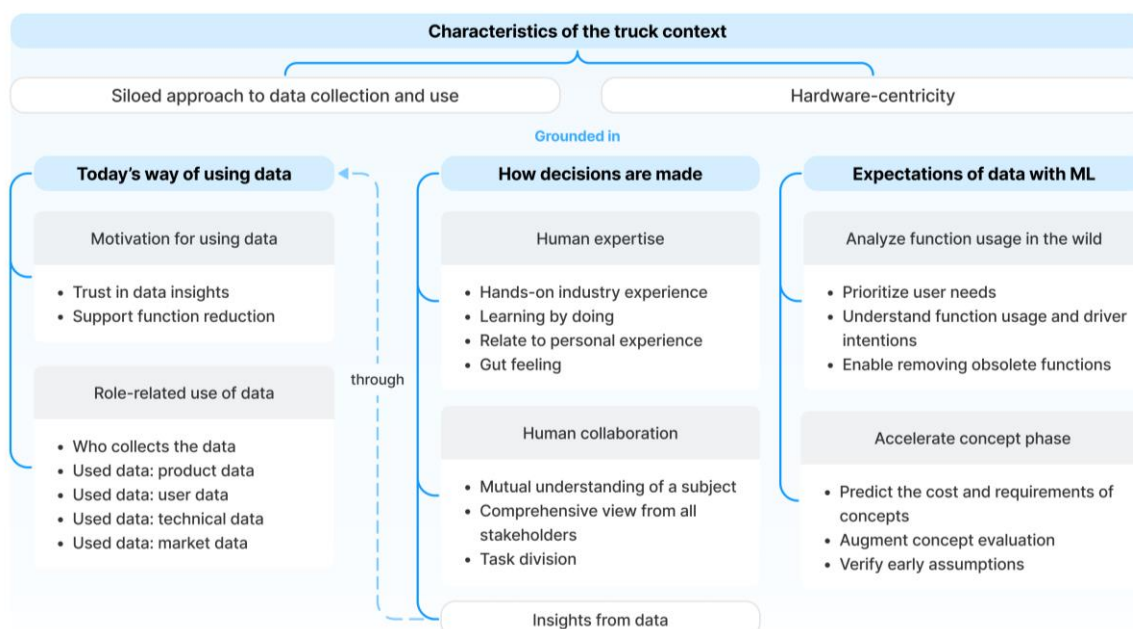 Characteristics of the truck context
Siloed approach to data collection and use
Hardware-centricity
Grounded in
Today's way of using data
Motivation for using data
• Trust in data insights
• Support function reduction
Role-related use of data
• Who collects the data
• Used data: product data
• Used data: user data
• Used data: technical data
• Used data: market data
through
How decisions are made
Human expertise
• Hands-on industry experience
• Learning by doing
• Relate to personal experience
• Gut feeling
Human collaboration
• Mutual understanding of a subject
• Comprehensive view from all
stakeholders
• Task division
Insights from data
Expectations of data with ML
Analyze function usage in the wild
• Prioritize user needs
• Understand function usage and driver
intentions
• Enable removing obsolete functions
Accelerate concept phase
• Predict the cost and requirements of
concepts
• Augment concept evaluation
• Verify early assumptions